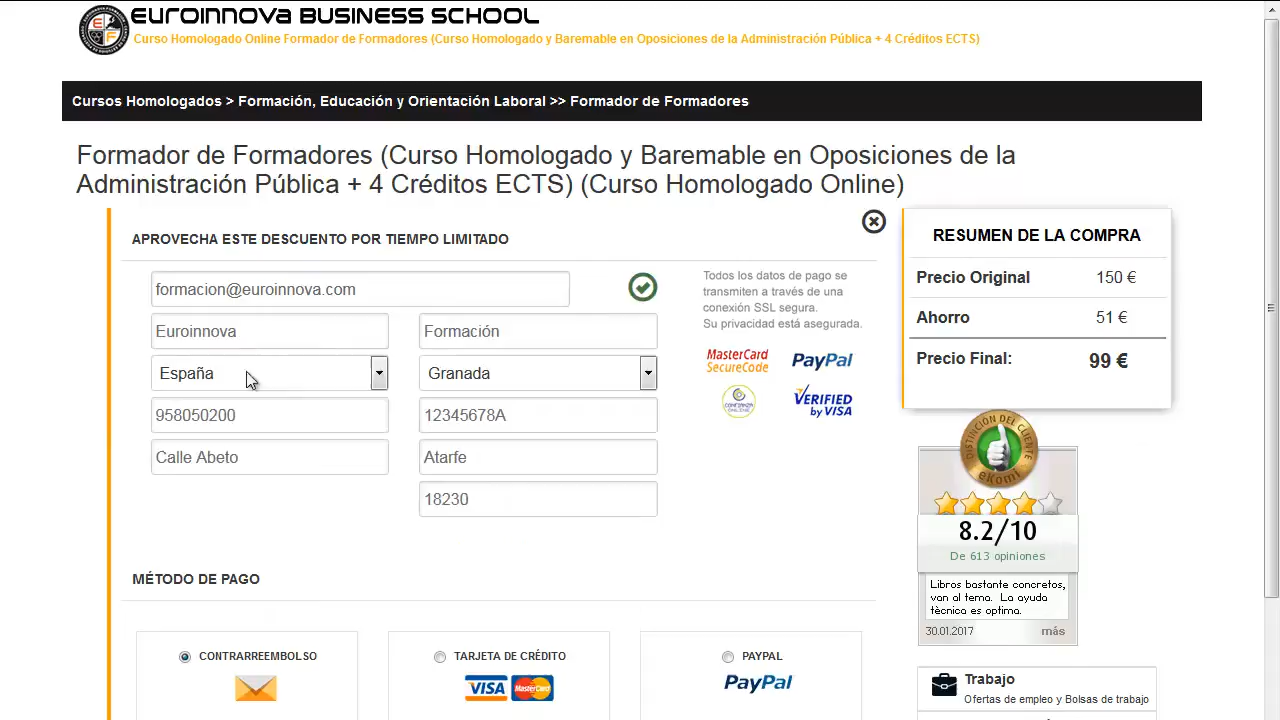 EUROINNOVA BUSINESS SCHOOL
Curso Homologado Online Formador de Formadores (Curso Homologado y Baremable en Oposiciones de la Administración Pública + 4 Créditos ECTS)
Cursos Homologados > Formación, Educación y Orientación Laboral >> Formador de Formadores
Formador de Formadores (Curso Homologado y Baremable en Oposiciones de la
Administración Pública + 4 Créditos ECTS) (Curso Homologado Online)
APROVECHA ESTE DESCUENTO POR TIEMPO LIMITADO
formacion@euroinnova.com
Euroinnova
Formación
España
Granada
958050200
12345678A
Calle Abeto
Atarfe
18230
Todos los datos de pago se
transmiten a través de una
conexión SSL segura.
Su privacidad está asegurada.
MasterCard
SecureCode
PayPal
CONFIANZA
ONLINE
VERIFIED
by VISA
RESUMEN DE LA COMPRA
Precio Original 150 €
Ahorro 51 €
Precio Final: 99 €
DISTINCIÓN DEL CLIENTE
eKomi
8.2/10
De 613 opiniones
Libros bastante concretos,
van al tema. La ayuda
tècnica es optima.
30.01.2017 más
MÉTODO DE PAGO
CONTRARREEMBOLSO
TARJETA DE CRÉDITO
VISA
MasterCard
PAYPAL
PayPal
Trabajo
Ofertas de empleo y Bolsas de trabajo